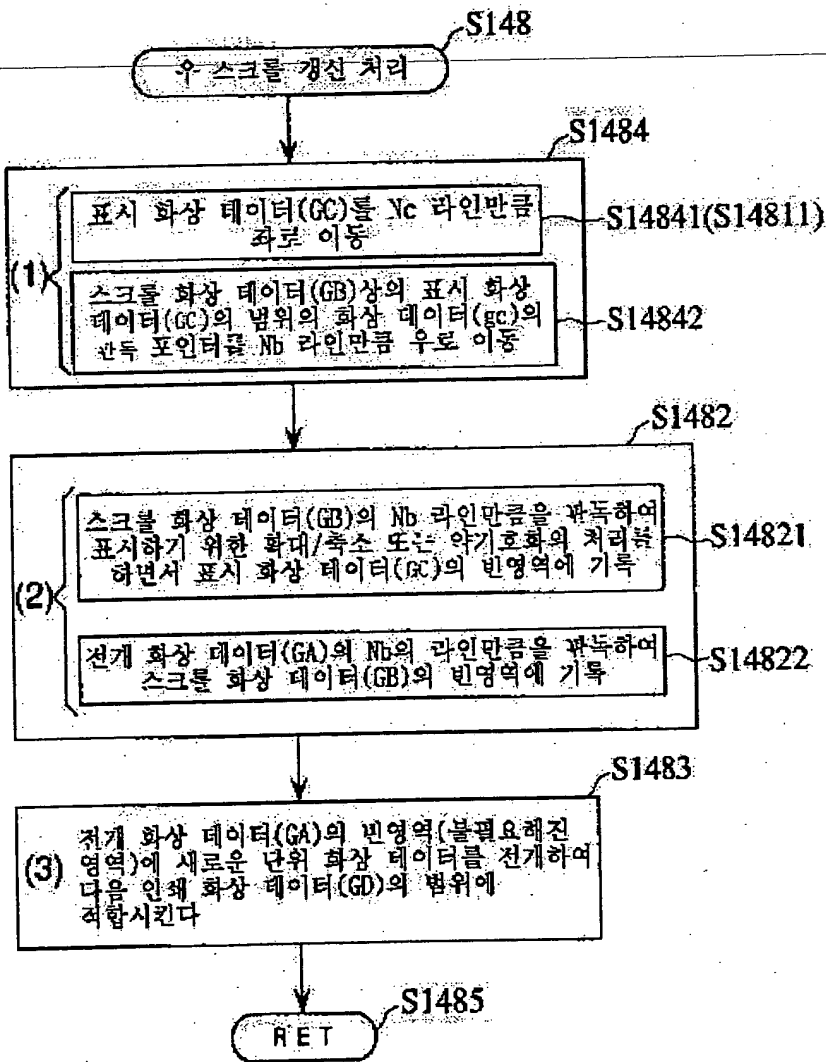 S148
우 스크롤 갱신 처리
S1484
(1)
표시 화상 데이터(GC)를 Nc 라인만큼
좌로 이동
S14841(S14811)
스크롤 화상 데이터(GB)상의 표시 화상
데이터(GC)의 범위의 화상 데이터(gc)의
판독 포인터를 Nb 라인만큼 우로 이동
S14842
S1482
(2)
스크롤 화상 데이터(GB)의 Nb 라인만큼을 판독하여
표시하기 위한 확대/축소 또는 약기호화의 처리를
하면서 표시 화상 데이터(GC)의 빈영역에 기록
S14821
전개 화상 데이터(GA)의 Nb의 라인만큼을 판독하여
스크롤 화상 데이터(GB)의 빈영역에 기록
S14822
S1483
(3)
전개 화상 데이터(GA)의 빈영역(불필요해진
영역)에 새로운 단위 화상 데이터를 전개하여
다음 인쇄 화상 데이터(GD)의 범위에
적합시킨다
S1485
RET